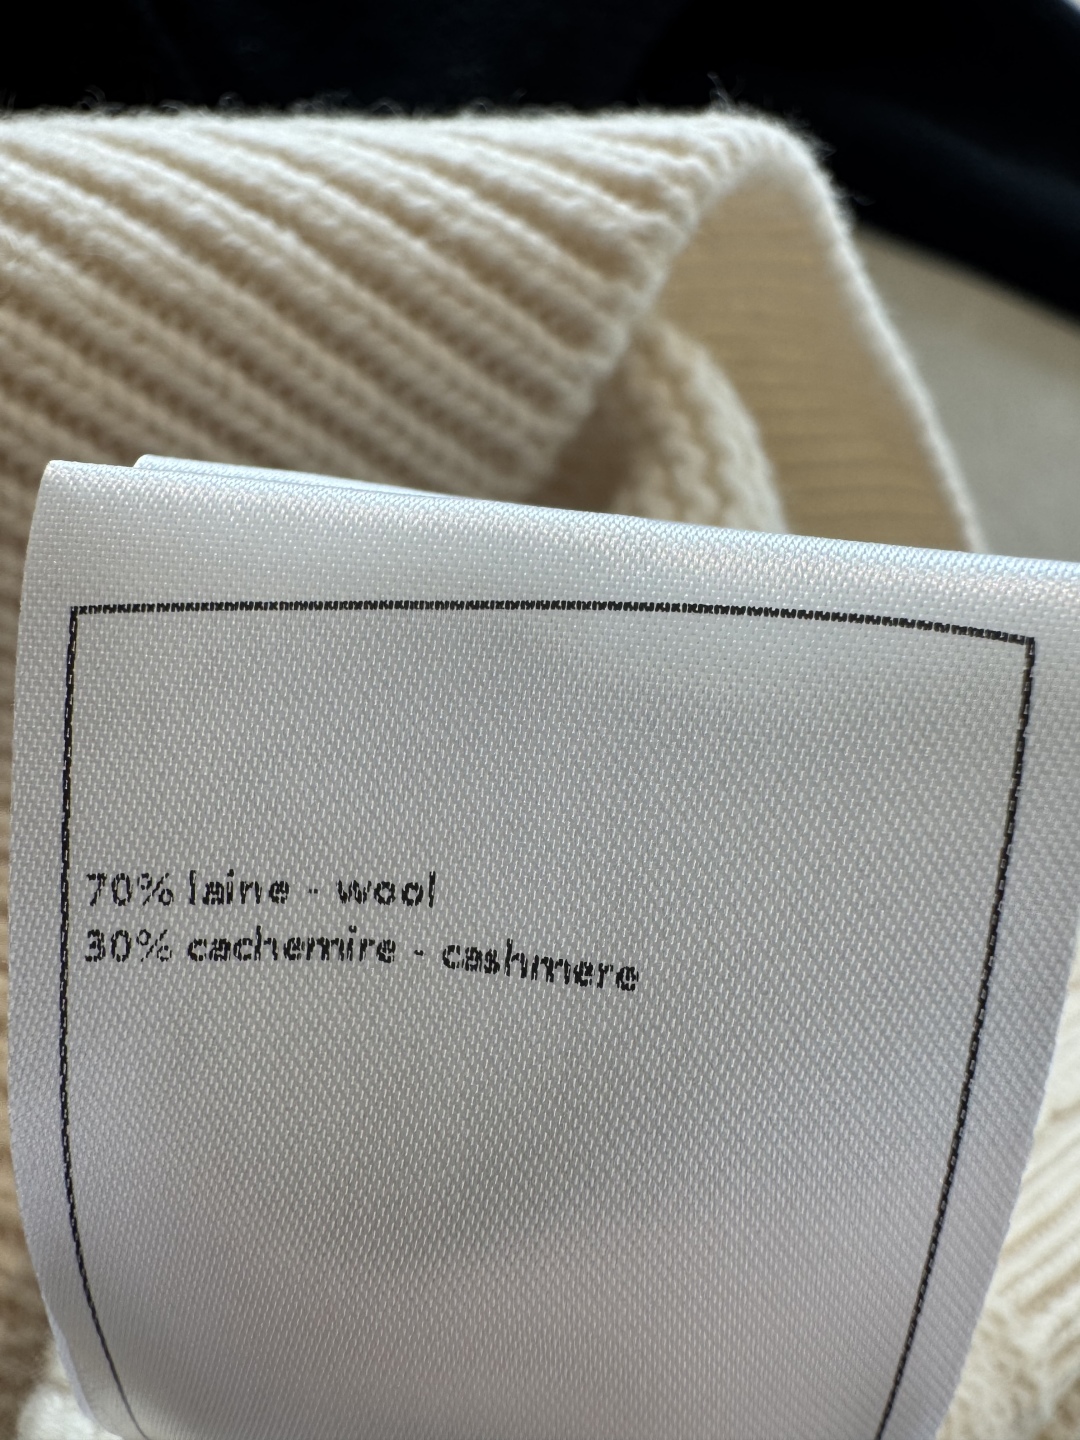 70% laine - wool
30% cachemire - cashmere